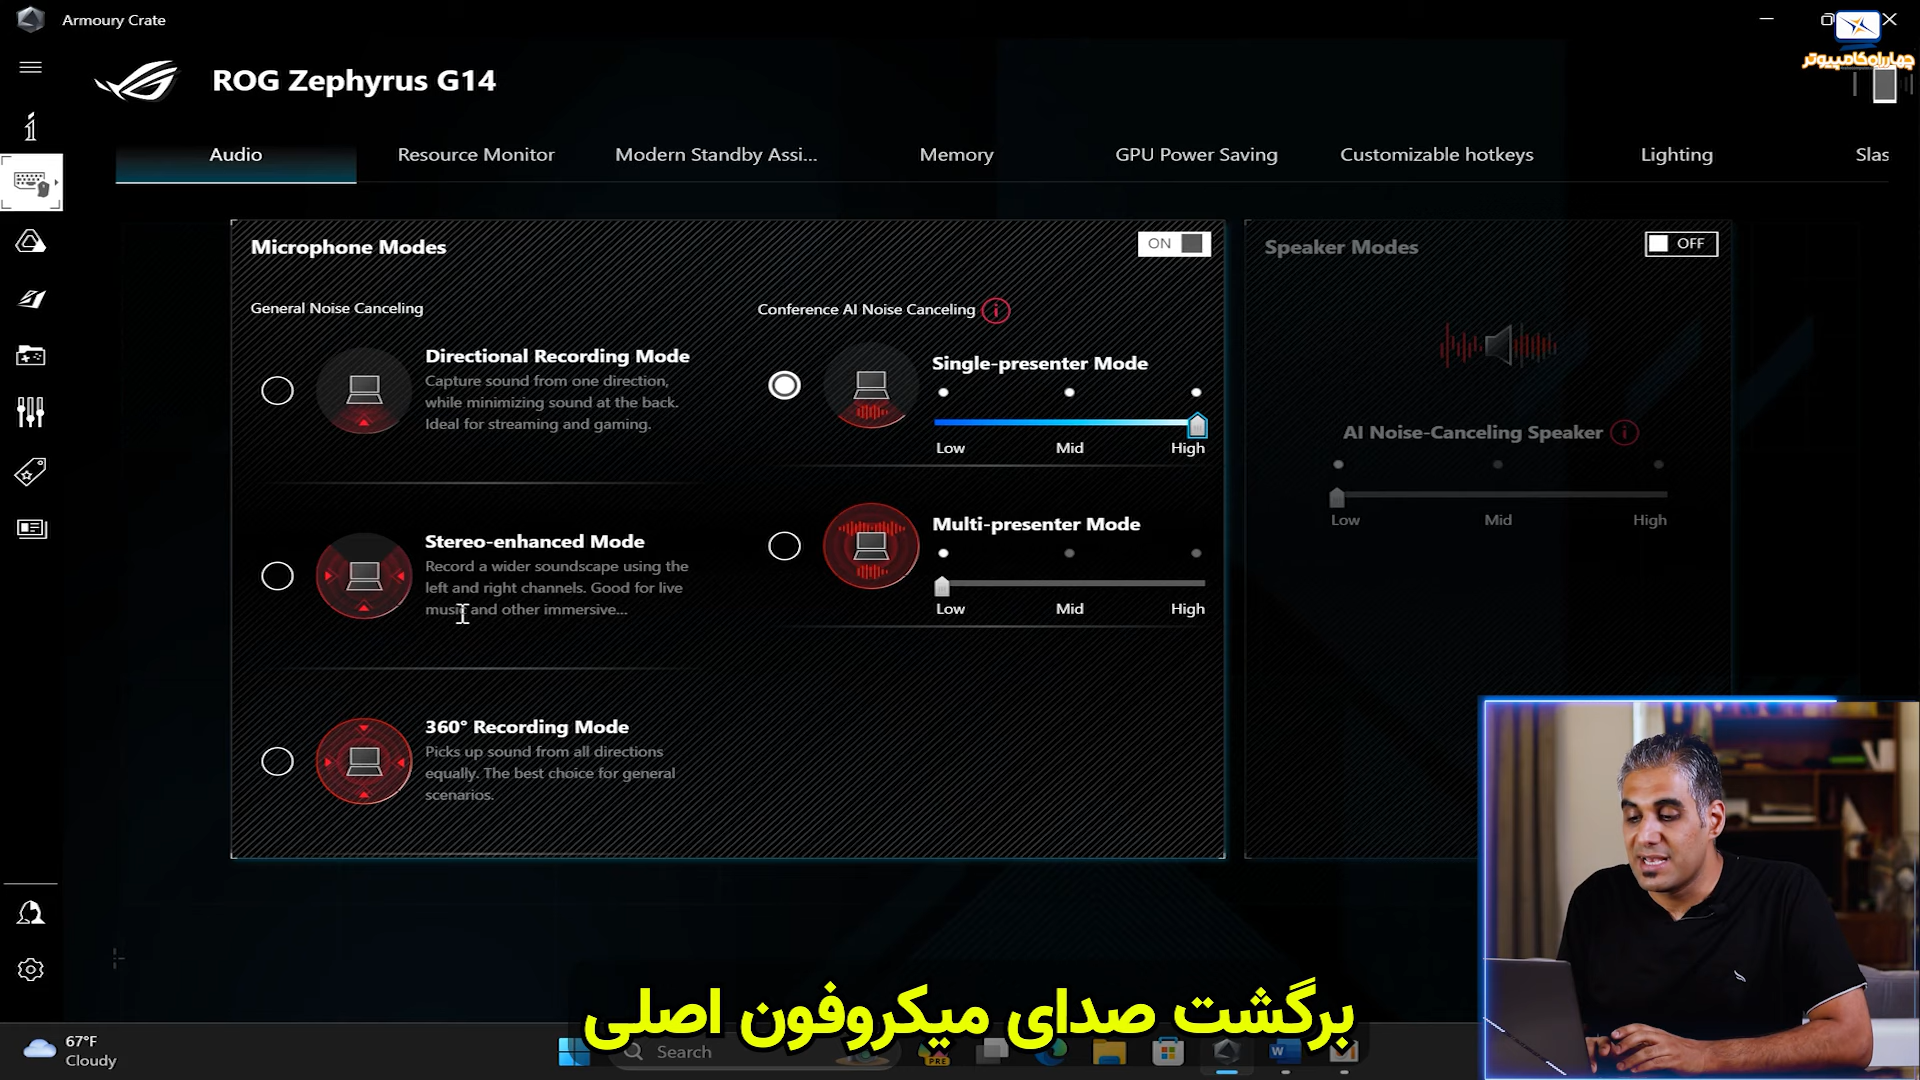 Armoury Crate
چهارراه کامپیوتر
ROG Zephyrus G14
Audio
Resource Monitor
Modern Standby Assi...
Memory
GPU Power Saving
Customizable hotkeys
Lighting
Slas
Microphone Modes
ON
General Noise Canceling
Directional Recording Mode
Capture sound from one direction,
while minimizing sound at the back.
Ideal for streaming and gaming.
Stereo-enhanced Mode
Record a wider soundscape using the
left and right channels. Good for live
music and other immersive...
360° Recording Mode
Picks up sound from all directions
equally. The best choice for general
scenarios.
Conference AI Noise Canceling
Single-presenter Mode
Low Mid High
Multi-presenter Mode
Low Mid High
Speaker Modes
OFF
AI Noise-Canceling Speaker
Low Mid High
برگشت صدای میکروفون اصلی
67°F
Cloudy
Search
PRE